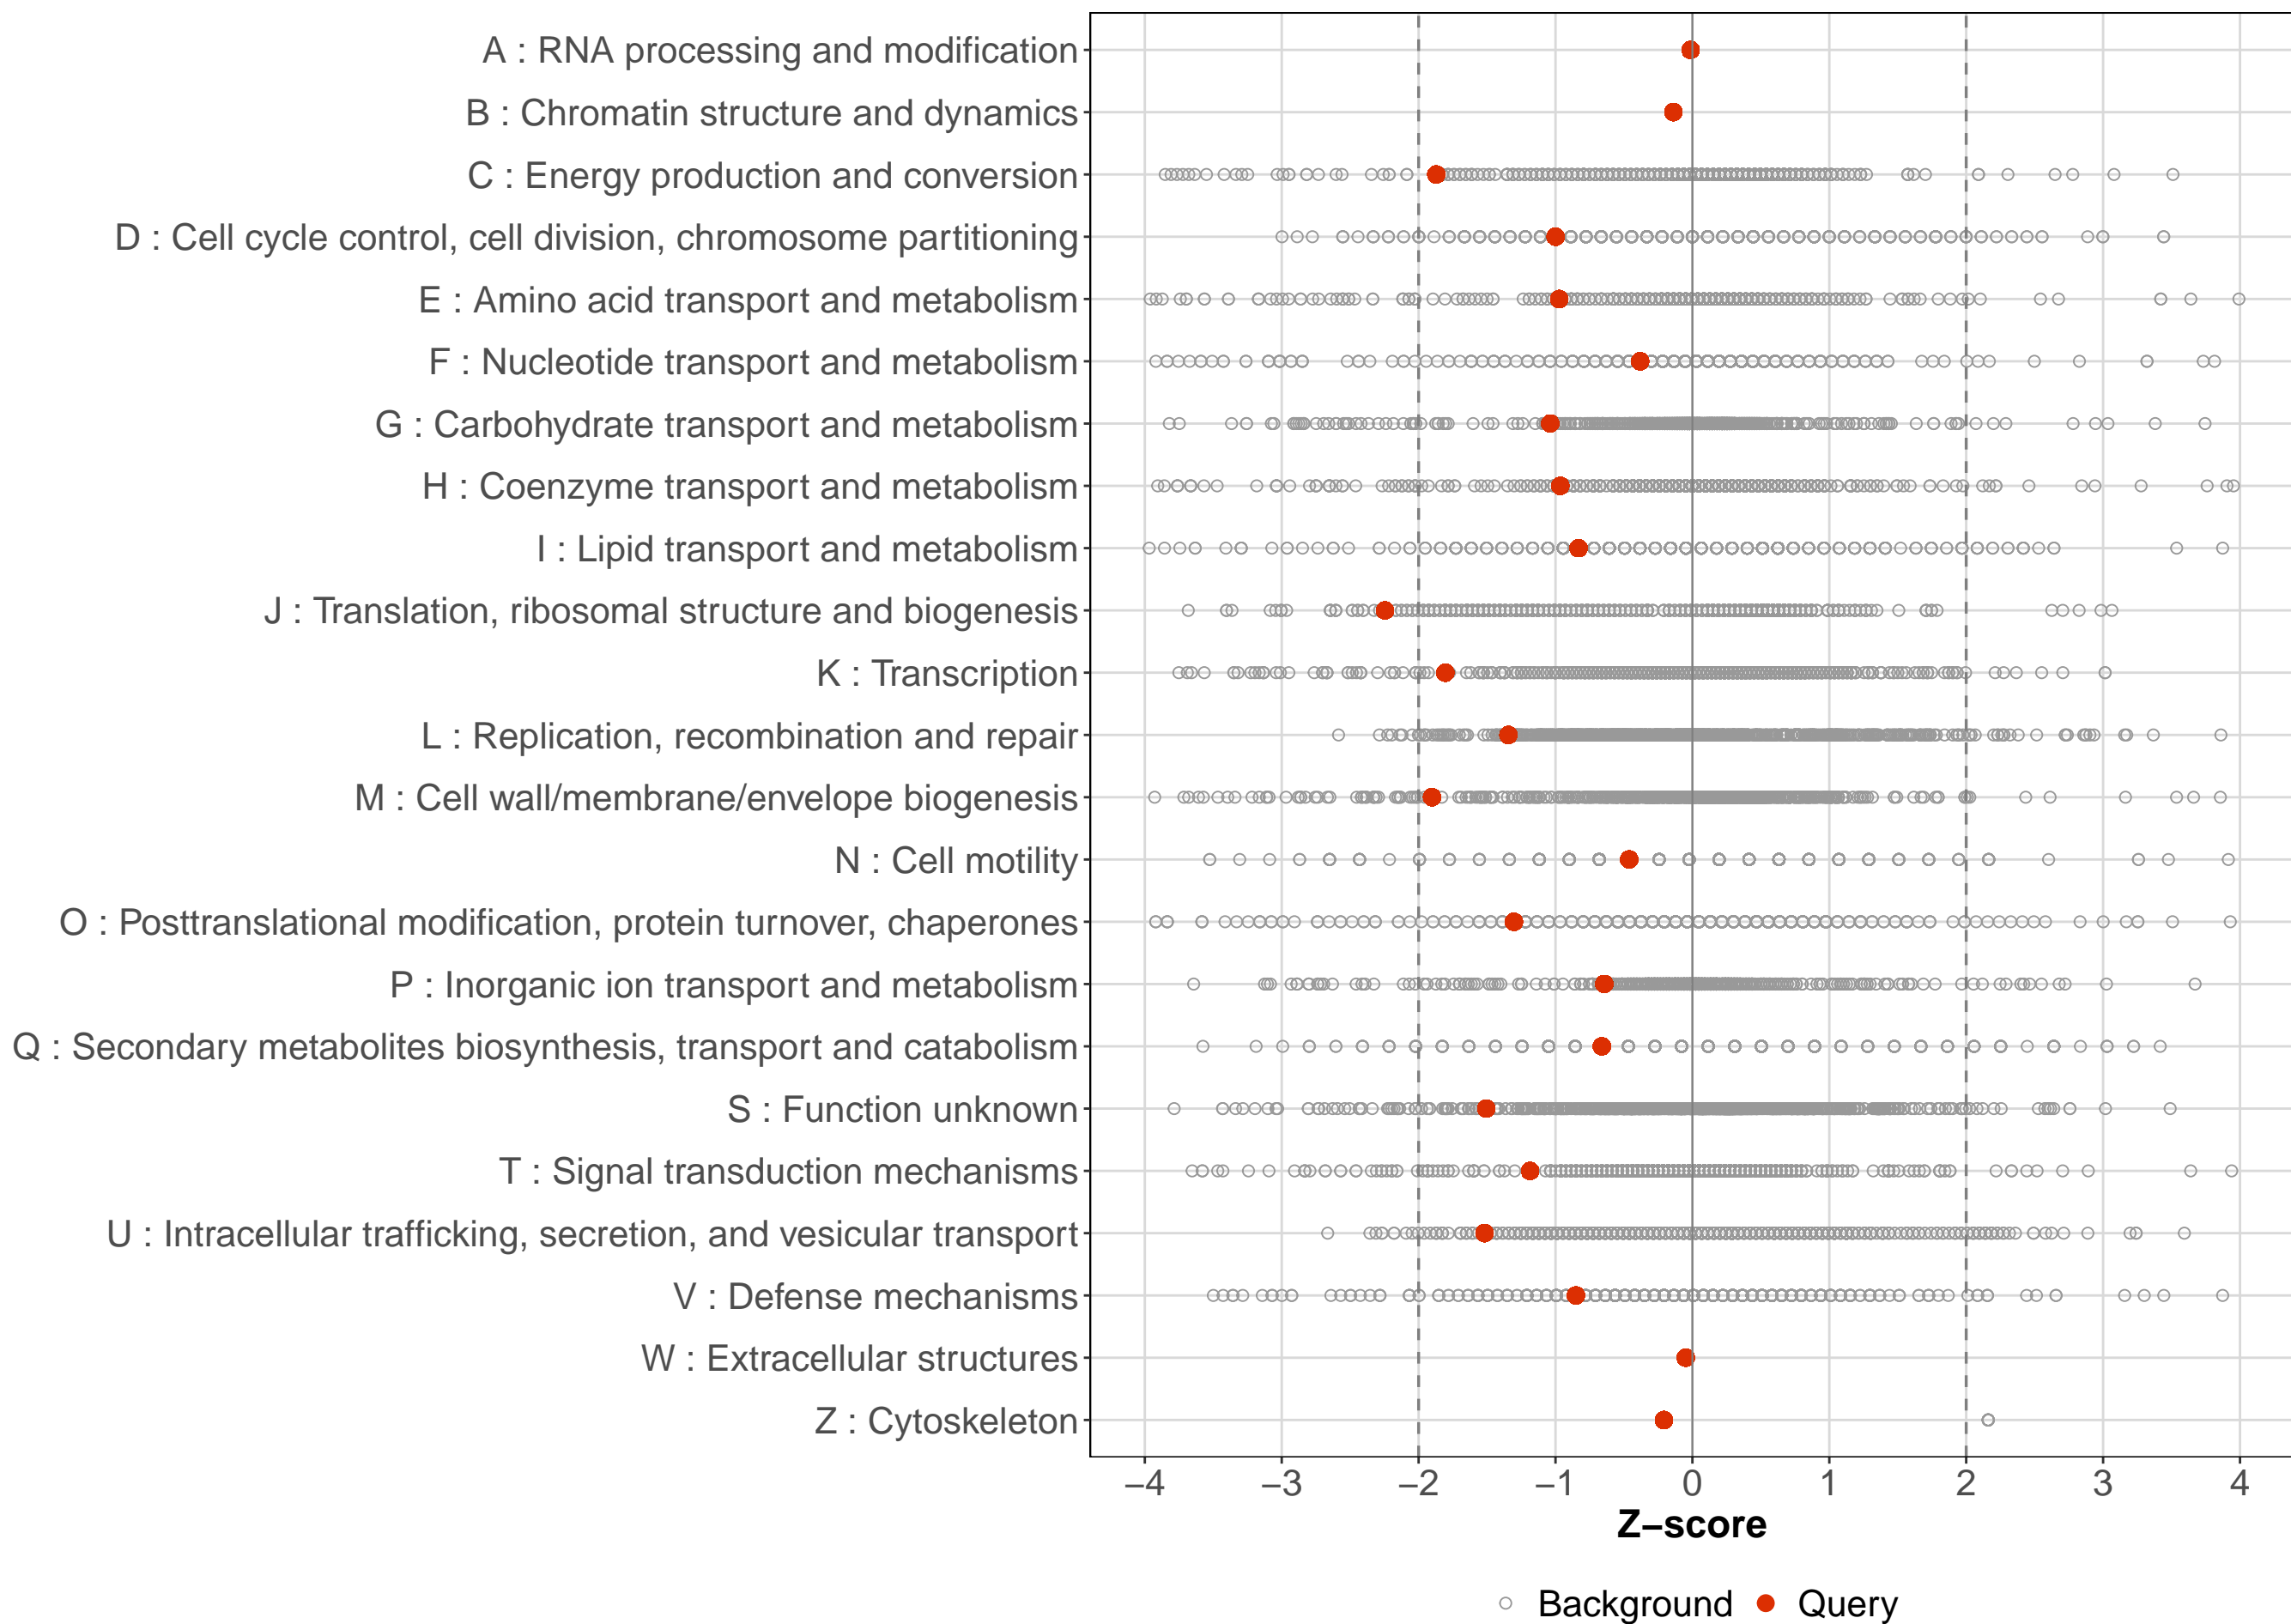 A : RNA processing and modification
B : Chromatin structure and dynamics
C : Energy production and conversion
D : Cell cycle control, cell division, chromosome partitioning
E : Amino acid transport and metabolism
F : Nucleotide transport and metabolism
G : Carbohydrate transport and metabolism
H : Coenzyme transport and metabolism
I : Lipid transport and metabolism
J : Translation, ribosomal structure and biogenesis
K : Transcription
L : Replication, recombination and repair
M : Cell wall/membrane/envelope biogenesis
N : Cell motility
O : Posttranslational modification, protein turnover, chaperones
P : Inorganic ion transport and metabolism
Q : Secondary metabolites biosynthesis, transport and catabolism
S : Function unknown
T : Signal transduction mechanisms
U : Intracellular trafficking, secretion, and vesicular transport
V : Defense mechanisms
W : Extracellular structures
Z : Cytoskeleton
−4 −3 −2 −1 0 1 2 3 4
Z−score
Background Query